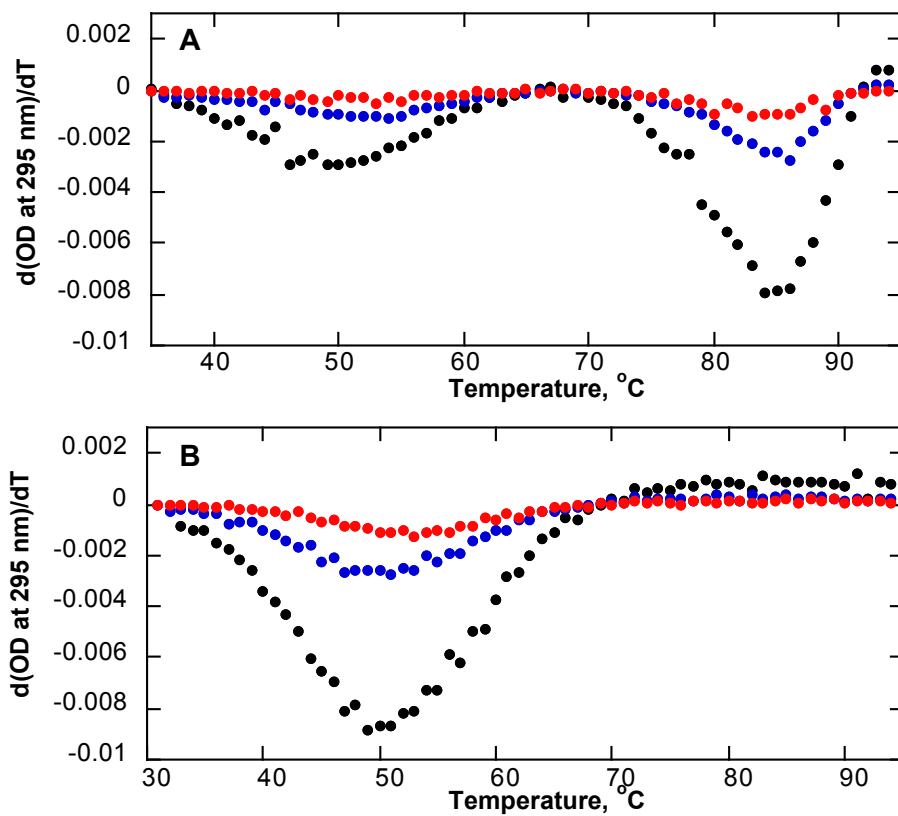 A
d(OD at 295 nm)/dT
0.002
0
-0.002
-0.004
-0.006
-0.008
-0.01
40 50 60 70 80 90
Temperature, °C
B
d(OD at 295 nm)/dT
0.002
0
-0.002
-0.004
-0.006
-0.008
-0.01
30 40 50 60 70 80 90
Temperature, °C